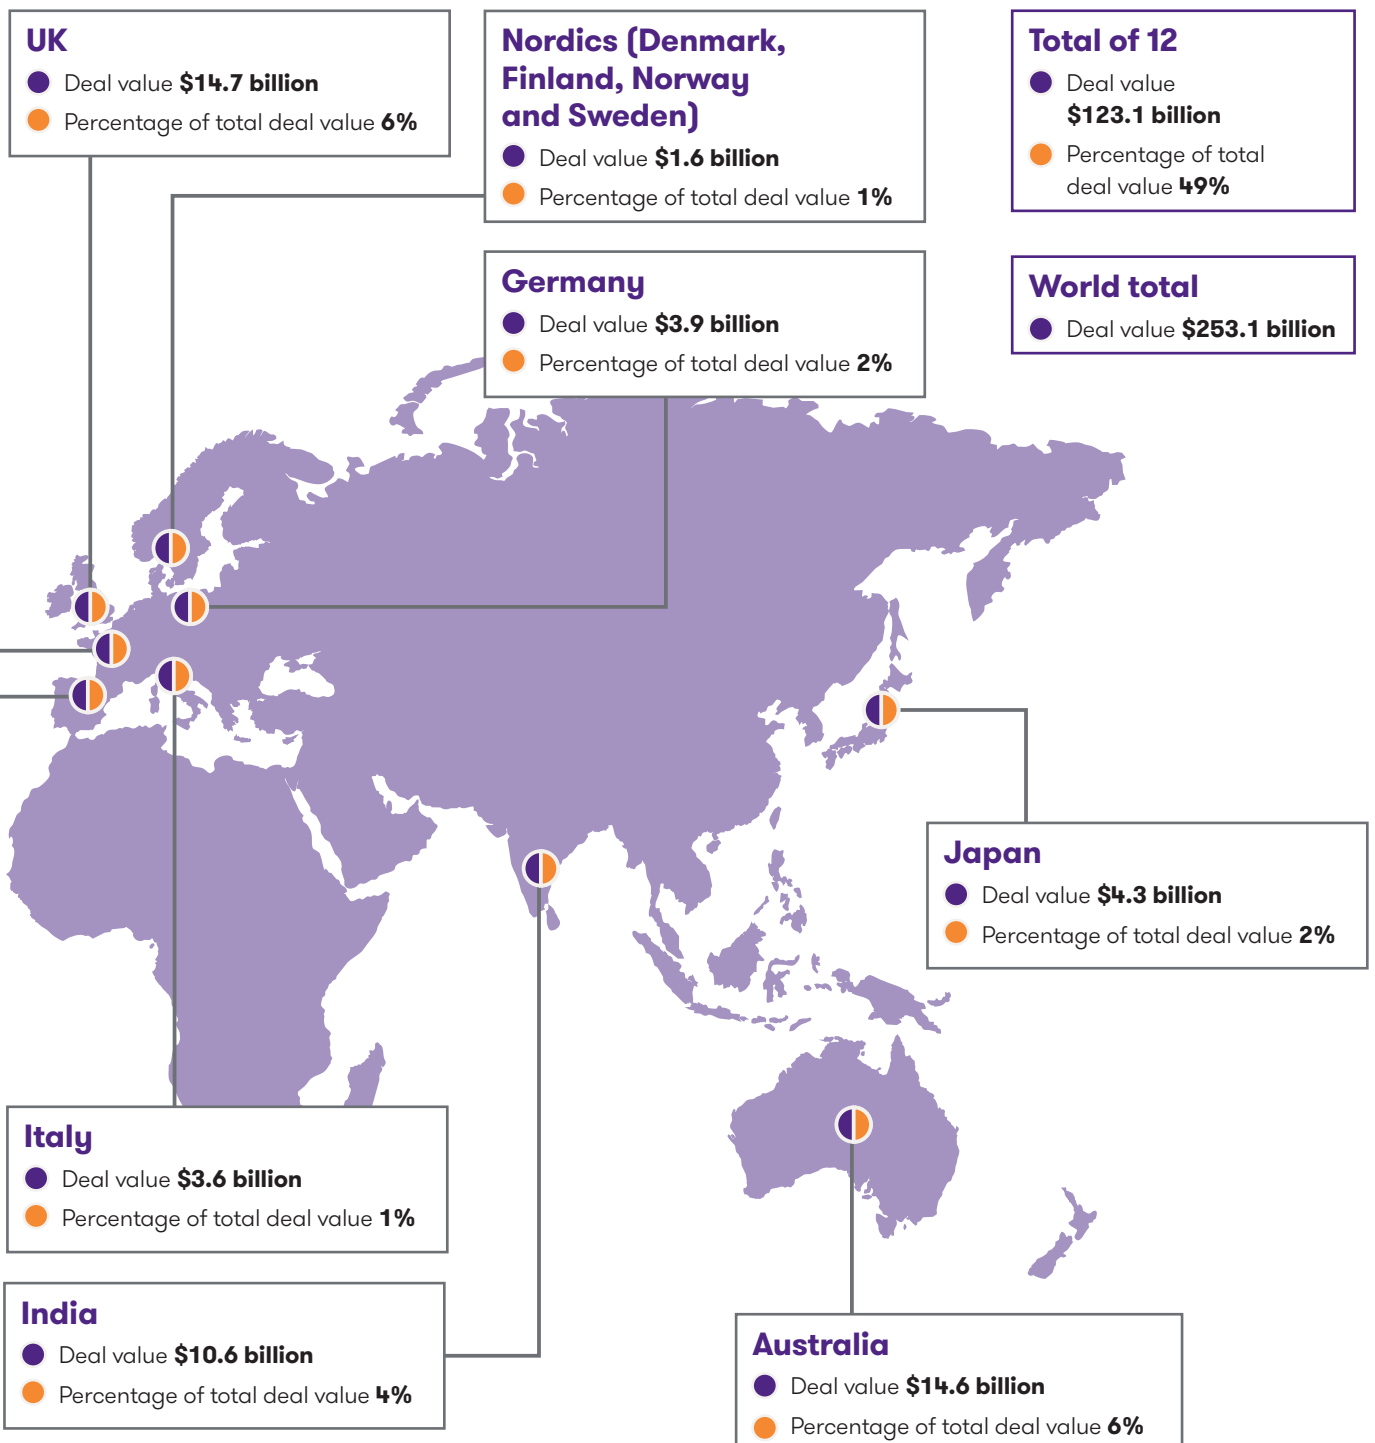 UK
Deal value $14.7 billion
Percentage of total deal value 6%
Nordics (Denmark,
Finland, Norway
and Sweden)
Deal value $1.6 billion
Percentage of total deal value 1%
Total of 12
Deal value
$123.1 billion
Percentage of total
deal value 49%
Germany
Deal value $3.9 billion
Percentage of total deal value 2%
World total
Deal value $253.1 billion
Japan
Deal value $4.3 billion
Percentage of total deal value 2%
Italy
Deal value $3.6 billion
Percentage of total deal value 1%
India
Deal value $10.6 billion
Percentage of total deal value 4%
Australia
Deal value $14.6 billion
Percentage of total deal value 6%